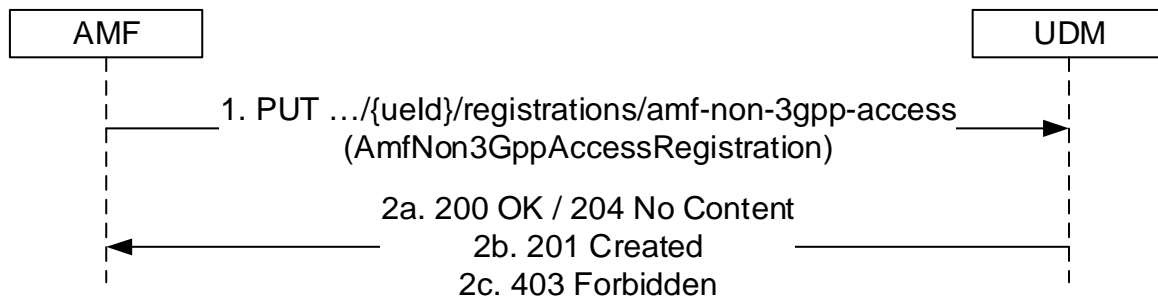 AMF
UDM
1. PUT …/{ueId}/registrations/amf-non-3gpp-access
(AmfNon3GppAccessRegistration)
2a. 200 OK / 204 No Content
2b. 201 Created
2c. 403 Forbidden